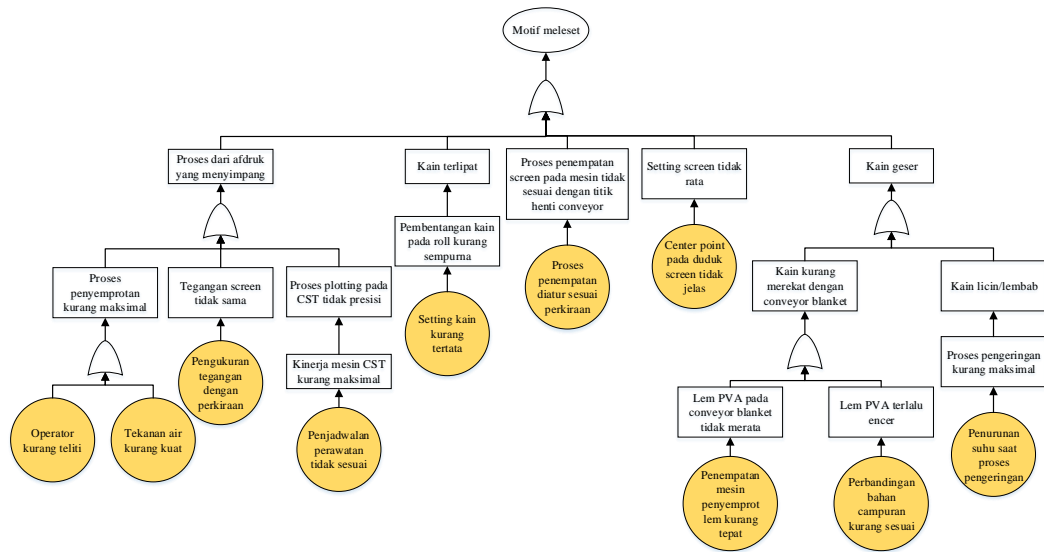 Motif meleset
Proses dari afdruk
yang menyimpang
Kain terlipat
Proses penempatan
screen pada mesin tidak
sesuai dengan titik
henti conveyor
Setting screen tidak
rata
Kain geser
Pembentangan kain
pada roll kurang
sempurna
Proses
penempatan
diatur sesuai
perkiraan
Center point
pada duduk
screen tidak
jelas
Proses
penyemprotan
kurang maksimal
Tegangan screen
tidak sama
Proses plotting pada
CST tidak presisi
Setting kain
kurang
tertata
Kain kurang
merekat dengan
conveyor blanket
Kain licin/lembab
Pengukuran
tegangan
dengan
perkiraan
Kinerja mesin CST
kurang maksimal
Proses pengeringan
kurang maksimal
Operator
kurang teliti
Tekanan air
kurang kuat
Penjadwalan
perawatan
tidak sesuai
Lem PVA pada
conveyor blanket
tidak merata
Lem PVA terlalu
encer
Penurunan
suhu saat
proses
pengeringan
Penempatan
mesin
penyemprot
lem kurang
tepat
Perbandingan
bahan
campuran
kurang sesuai